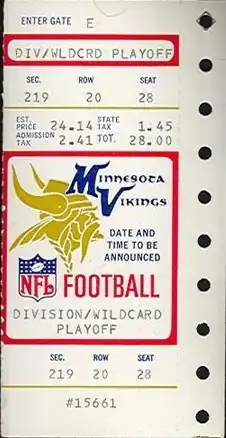 ENTER GATE E
DIV/WLDCRD PLAYOFF
SEC. ROW SEAT
219 20 28
EST. PRICE 24.14 STATE TAX 1.45
ADMISSION TAX 2.41 TOT. 28.00
MINNESOTA
VIKINGS
DATE AND
TIME TO BE
ANNOUNCED
NFL FOOTBALL
DIVISION/WILDCARD
PLAYOFF
SEC. ROW SEAT
219 20 28
#15661